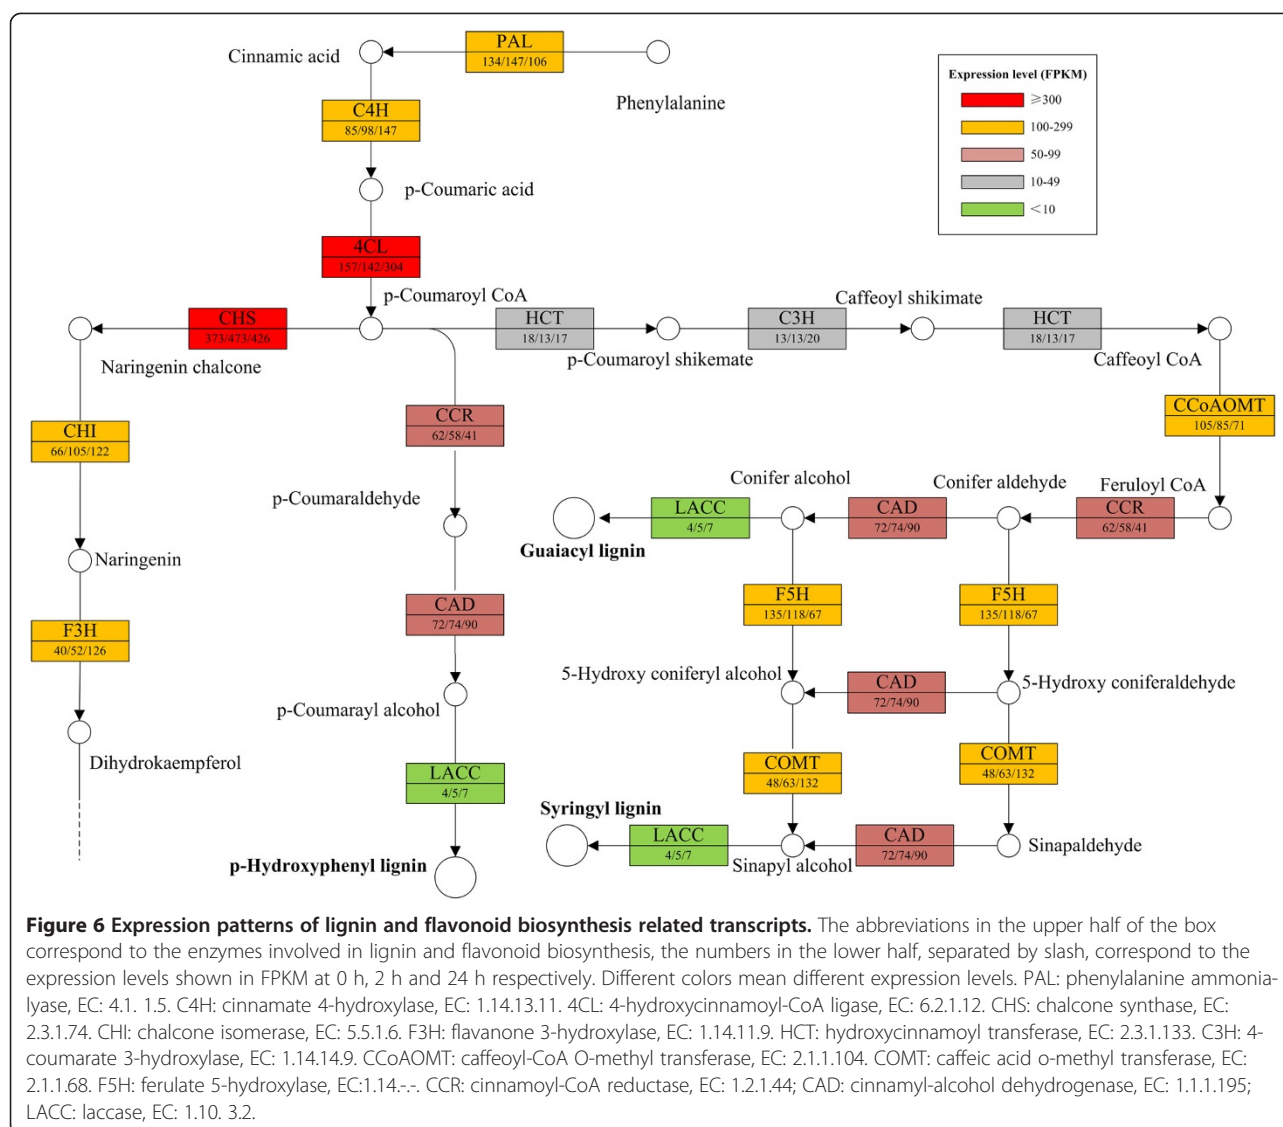 PAL
134/147/106
Cinnamic acid
Phenylalanine
Expression level (FPKM)
≥300
100-299
50-99
10-49
<10
C4H
85/98/147
p-Coumaric acid
4CL
157/142/304
p-Coumaroyl CoA
Caffeoyl shikimate
CHS
373/473/426
HCT
18/13/17
C3H
13/13/20
HCT
18/13/17
Naringenin chalcone
p-Coumaroyl shikemate
Caffeoyl CoA
CCR
62/58/41
CCoAOMT
105/85/71
CHI
66/105/122
p-Coumaraldehyde
Conifer alcohol
Conifer aldehyde
Feruloyl CoA
LACC
4/5/7
CAD
72/74/90
CCR
62/58/41
Guaiacyl lignin
Naringenin
CAD
72/74/90
F5H
135/118/67
F5H
135/118/67
F3H
40/52/126
5-Hydroxy coniferyl alcohol
CAD
72/74/90
5-Hydroxy coniferaldehyde
p-Coumarayl alcohol
Dihydrokaempferol
LACC
4/5/7
COMT
48/63/132
COMT
48/63/132
Syringyl lignin
LACC
4/5/7
CAD
72/74/90
Sinapaldehyde
Sinapyl alcohol
p-Hydroxyphenyl lignin
Figure 6 Expression patterns of lignin and flavonoid biosynthesis related transcripts. The abbreviations in the upper half of the box
correspond to the enzymes involved in lignin and flavonoid biosynthesis, the numbers in the lower half, separated by slash, correspond to the
expression levels shown in FPKM at 0 h, 2 h and 24 h respectively. Different colors mean different expression levels. PAL: phenylalanine ammonia-
lyase, EC: 4.1. 1.5. C4H: cinnamate 4-hydroxylase, EC: 1.14.13.11. 4CL: 4-hydroxycinnamoyl-CoA ligase, EC: 6.2.1.12. CHS: chalcone synthase, EC:
2.3.1.74. CHI: chalcone isomerase, EC: 5.5.1.6. F3H: flavanone 3-hydroxylase, EC: 1.14.11.9. HCT: hydroxycinnamoyl transferase, EC: 2.3.1.133. C3H: 4-
coumarate 3-hydroxylase, EC: 1.14.14.9. CCoAOMT: caffeoyl-CoA O-methyl transferase, EC: 2.1.1.104. COMT: caffeic acid o-methyl transferase, EC:
2.1.1.68. F5H: ferulate 5-hydroxylase, EC:1.14.-.-. CCR: cinnamoyl-CoA reductase, EC: 1.2.1.44; CAD: cinnamyl-alcohol dehydrogenase, EC: 1.1.1.195;
LACC: laccase, EC: 1.10. 3.2.